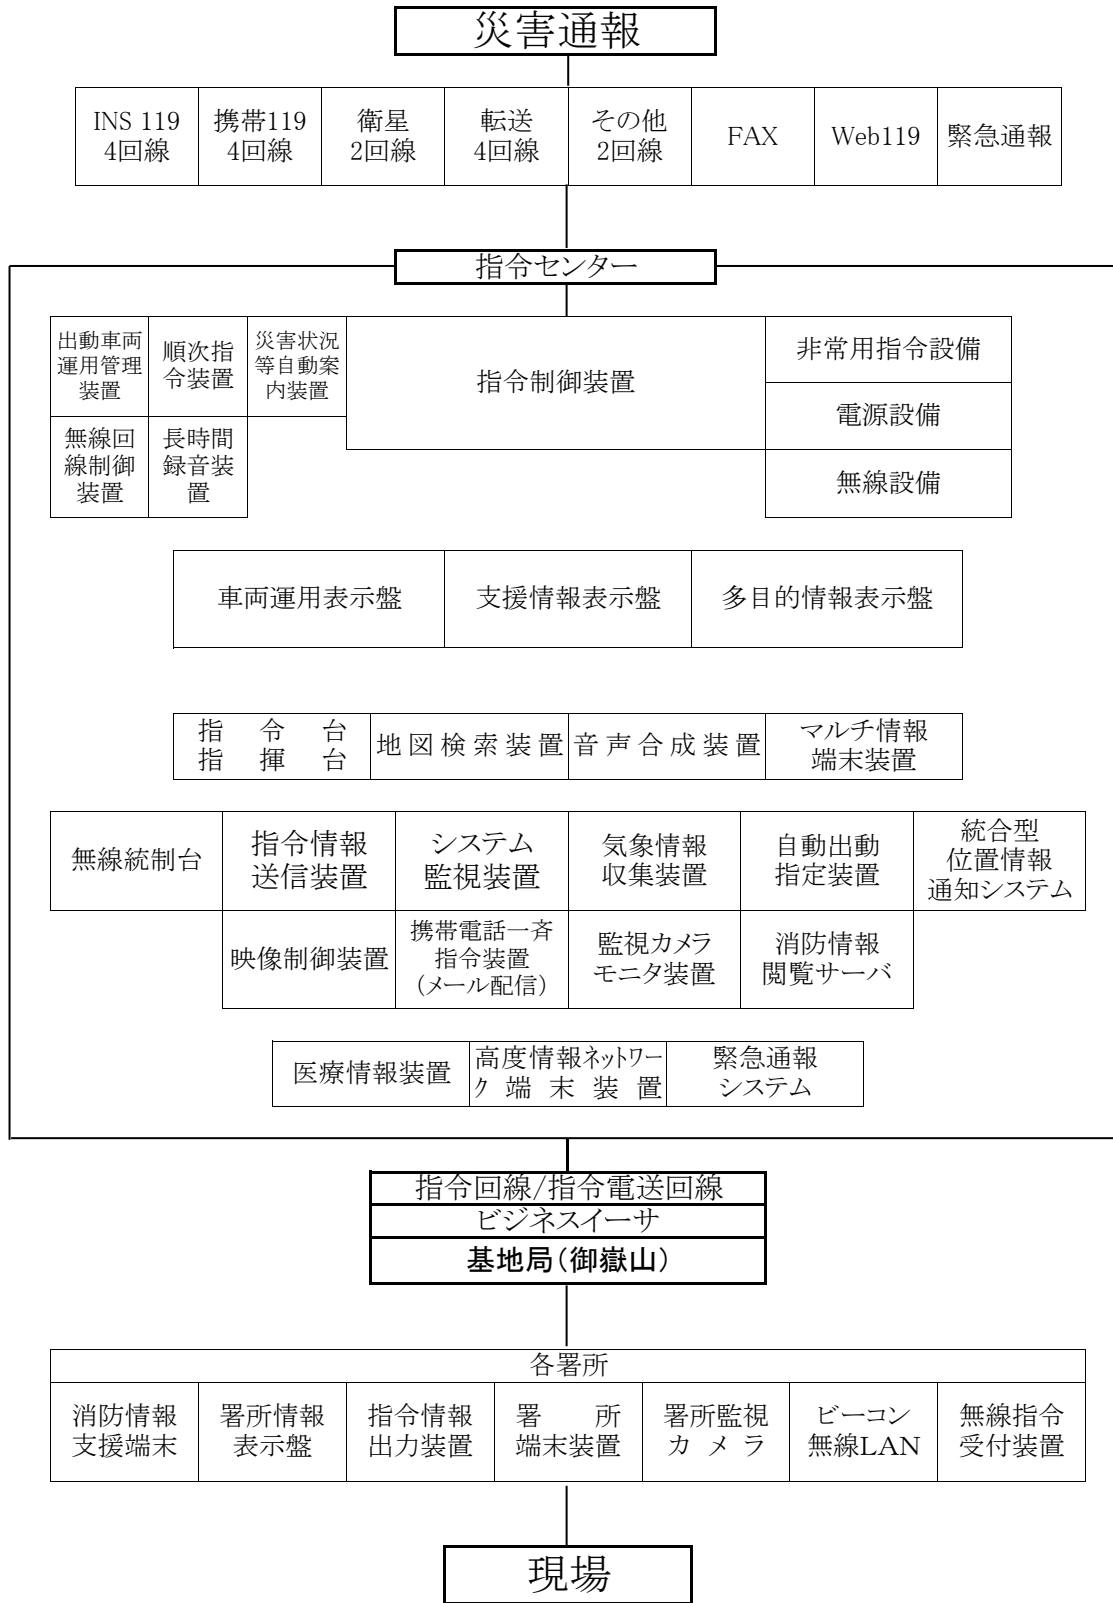 災害通報
INS 119
4回線
携帯119
4回線
衛星
2回線
転送
4回線
その他
2回線
FAX
Web119
緊急通報
指令センター
出動車両
運用管理
装置
順次指
令装置
災害状況
等自動案
内装置
指令制御装置
非常用指令設備
電源設備
無線設備
無線回
線制御
装置
長時間
録音装
置
車両運用表示盤
支援情報表示盤
多目的情報表示盤
指令台
指揮台
地図検索装置
音声合成装置
マルチ情報
端末装置
無線統制台
指令情報
送信装置
システム
監視装置
気象情報
収集装置
自動出動
指定装置
統合型
位置情報
通知システム
映像制御装置
携帯電話一斉
指令装置
(メール配信)
監視カメラ
モニタ装置
消防情報
閲覧サーバ
医療情報装置
高度情報ネットワー
ク端末装置
緊急通報
システム
指令回線/指令電送回線
ビジネスイーサ
基地局(御嶽山)
各署所
消防情報
支援端末
署所情報
表示盤
指令情報
出力装置
署所
端末装置
署所監視
カメラ
ビーコン
無線LAN
無線指令
受付装置
現場